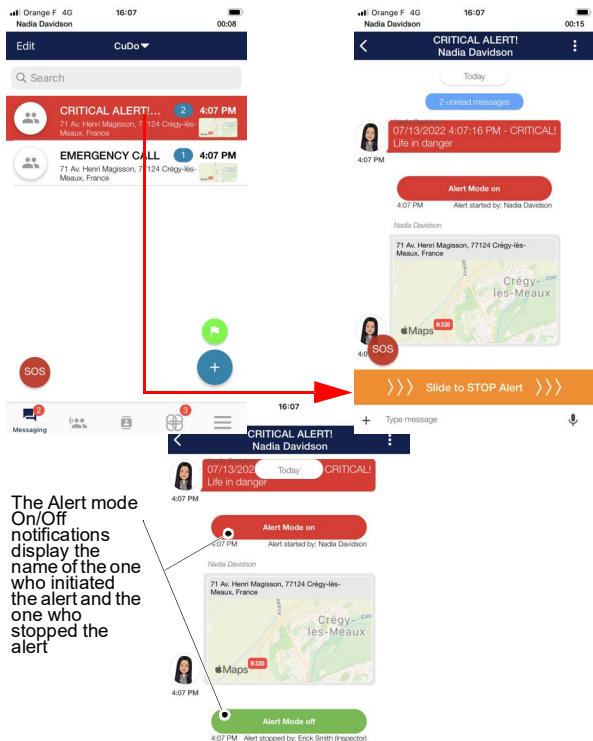 Orange F 4G 16:07
Nadia Davidson 00:08
Edit CuDo
Search
CRITICAL ALERT!... 2 4:07 PM
71 Av. Henri Magisson, 77124 Crégy-lès-
Meaux, France
EMERGENCY CALL 1 4:07 PM
71 Av. Henri Magisson, 77124 Crégy-lès-
Meaux, France
SOS
+
2
3
Messaging
Orange F 4G 16:07
Nadia Davidson 00:15
CRITICAL ALERT!
Nadia Davidson
Today
2 unread messages
07/13/2022 4:07:16 PM - CRITICAL!
Life in danger
4:07 PM
Alert Mode on
4:07 PM Alert started by: Nadia Davidson
Nadia Davidson
71 Av. Henri Magisson, 77124 Crégy-lès-
Meaux, France
Crégy-
lès-Meaux
N 330
Maps
SOS
4:0
Slide to STOP Alert
+ Type message
16:07
CRITICAL ALERT!
Nadia Davidson
07/13/202 Today CRITICAL!
Life in danger
4:07 PM
Alert Mode on
4:07 PM Alert started by: Nadia Davidson
Nadia Davidson
71 Av. Henri Magisson, 77124 Crégy-lès-
Meaux, France
Crégy-
lès-Meaux
N 330
Maps
4:07 PM
Alert Mode off
4:07 PM Alert stopped by: Erick Smith (Inspector)
The Alert mode
On/Off
notifications
display the
name of the one
who initiated
the alert and the
one who
stopped the
alert